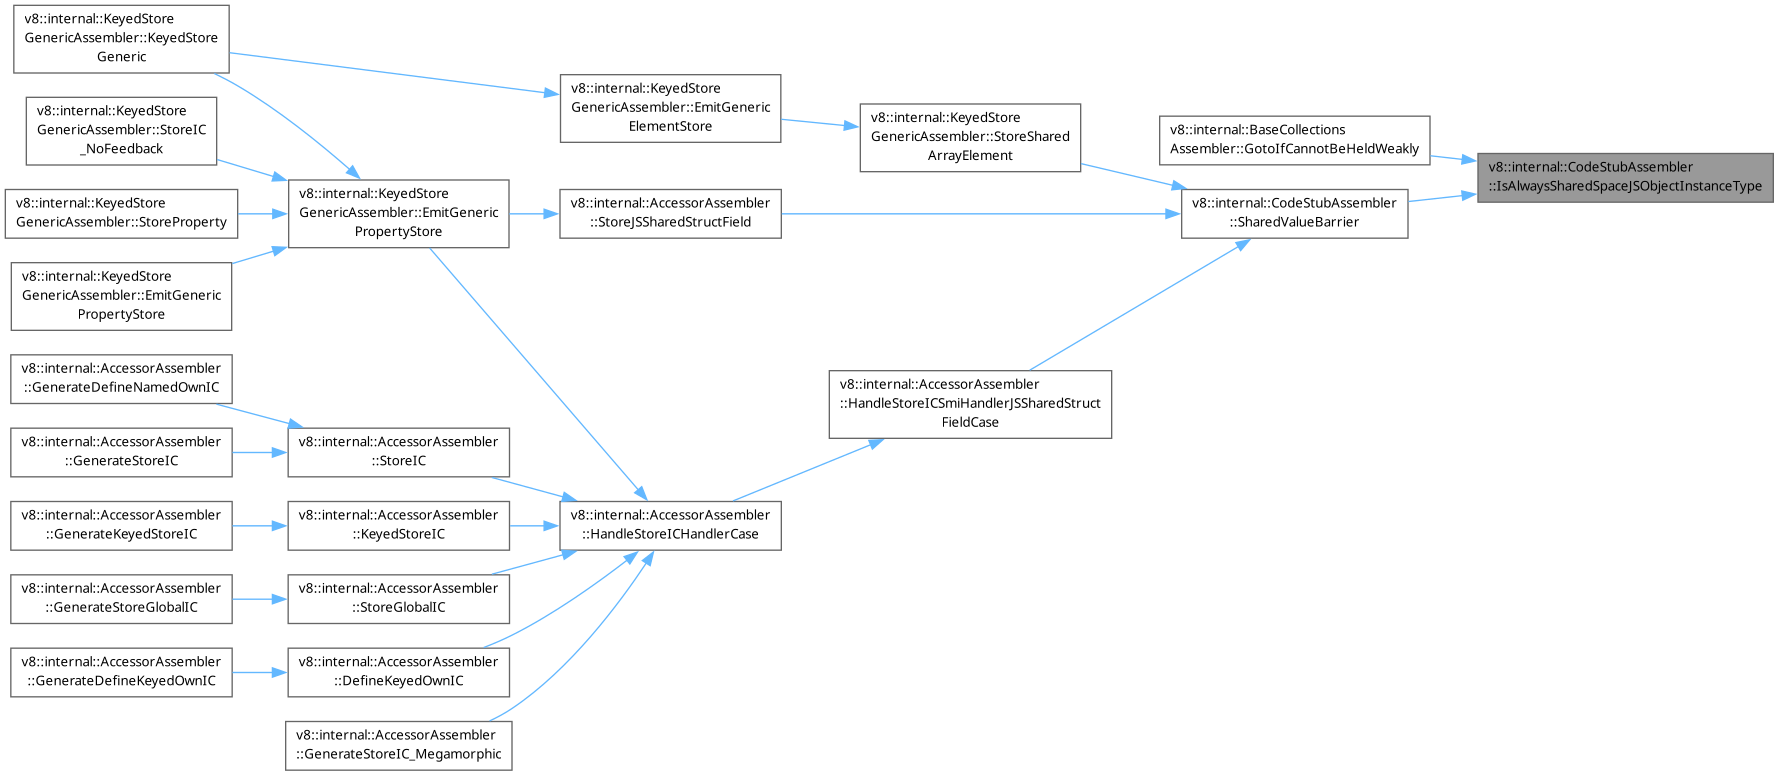 v8::internal::KeyedStore
GenericAssembler::KeyedStore
Generic
v8::internal::KeyedStore
GenericAssembler::StoreIC
_NoFeedback
v8::internal::KeyedStore
GenericAssembler::StoreProperty
v8::internal::KeyedStore
GenericAssembler::EmitGeneric
PropertyStore
v8::internal::AccessorAssembler
::GenerateDefineNamedOwnIC
v8::internal::AccessorAssembler
::GenerateStoreIC
v8::internal::AccessorAssembler
::GenerateKeyedStoreIC
v8::internal::AccessorAssembler
::GenerateStoreGlobalIC
v8::internal::AccessorAssembler
::GenerateDefineKeyedOwnIC
v8::internal::KeyedStore
GenericAssembler::EmitGeneric
PropertyStore
v8::internal::AccessorAssembler
::StoreIC
v8::internal::AccessorAssembler
::KeyedStoreIC
v8::internal::AccessorAssembler
::StoreGlobalIC
v8::internal::AccessorAssembler
::DefineKeyedOwnIC
v8::internal::AccessorAssembler
::GenerateStoreIC_Megamorphic
v8::internal::KeyedStore
GenericAssembler::EmitGeneric
ElementStore
v8::internal::AccessorAssembler
::StoreJSSharedStructField
v8::internal::AccessorAssembler
::HandleStoreICHandlerCase
v8::internal::KeyedStore
GenericAssembler::StoreShared
ArrayElement
v8::internal::AccessorAssembler
::HandleStoreICSmiHandlerJSSharedStruct
FieldCase
v8::internal::BaseCollections
Assembler::GotoIfCannotBeHeldWeakly
v8::internal::CodeStubAssembler
::SharedValueBarrier
v8::internal::CodeStubAssembler
::IsAlwaysSharedSpaceJSObjectInstanceType